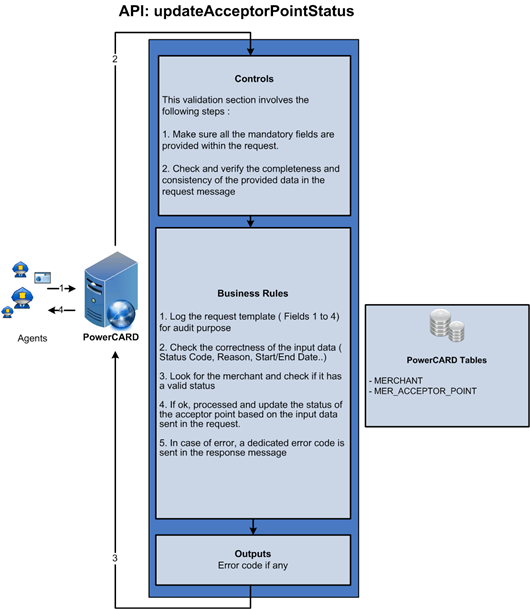 API: updateAcceptorPointStatus
2
Controls
This validation section involves the
following steps :
1. Make sure all the mandatory fields are
provided within the request.
2. Check and verify the completeness and
consistency of the provided data in the
request message
1
4
Agents
PowerCARD
Business Rules
1. Log the request template ( Fields 1 to 4)
for audit purpose
2. Check the correctness of the input data (
Status Code, Reason, Start/End Date..)
3. Look for the merchant and check if it has
a valid status
4. If ok, processed and update the status of
the acceptor point based on the input data
sent in the request.
5. In case of error, a dedicated error code is
sent in the response message
PowerCARD Tables
- MERCHANT
- MER_ACCEPTOR_POINT
3
Outputs
Error code if any